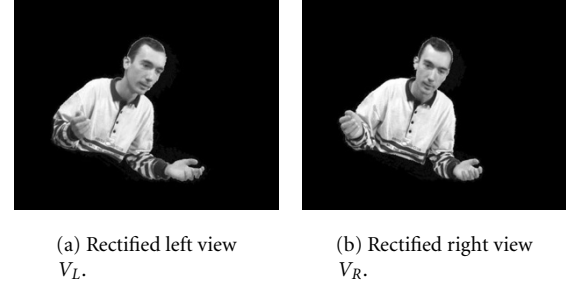 (a) Rectified left view
V_L.
(b) Rectified right view
V_R.